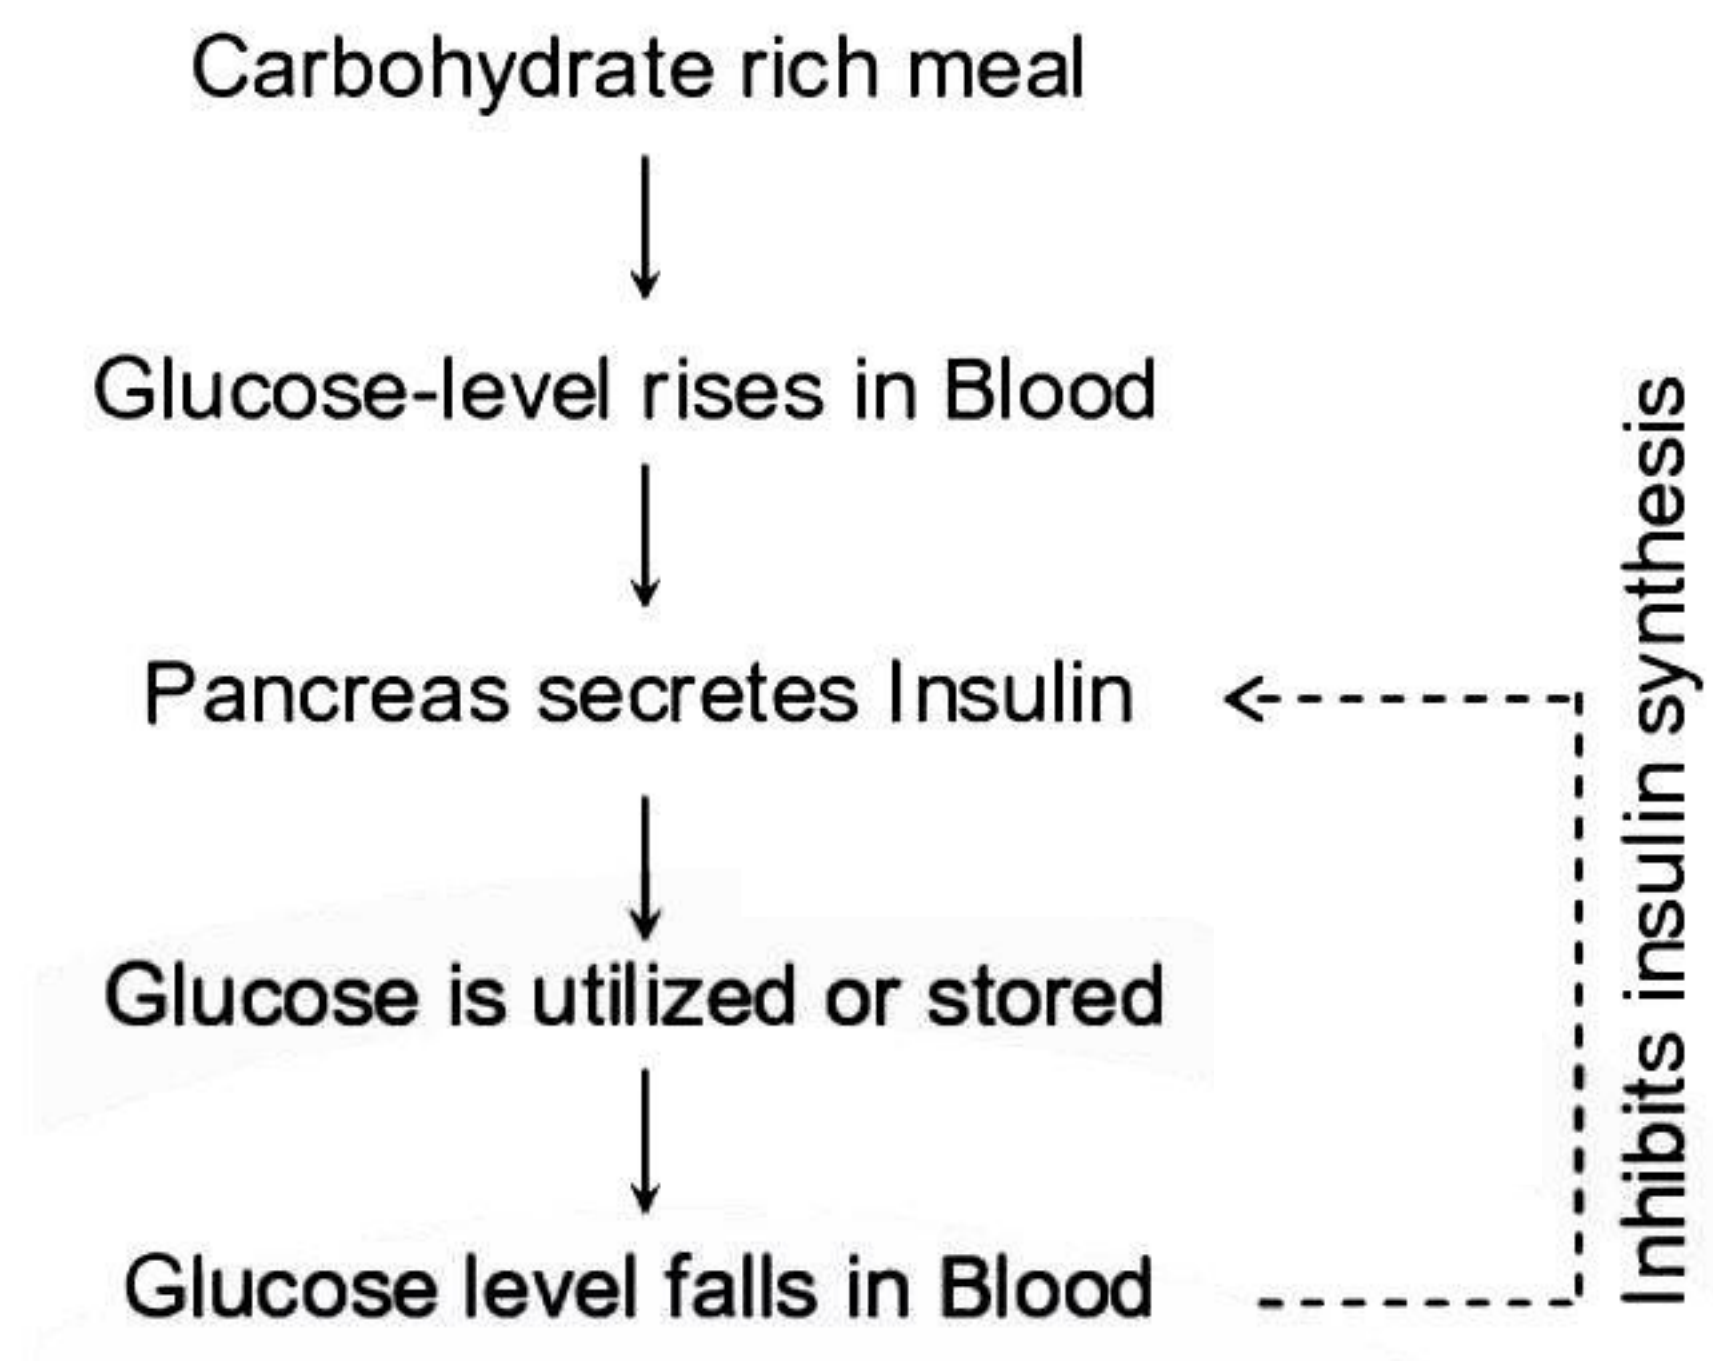 Carbohydrate rich meal
Glucose-level rises in Blood
Pancreas secretes Insulin
Glucose is utilized or stored
Glucose level falls in Blood
Inhibits insulin synthesis